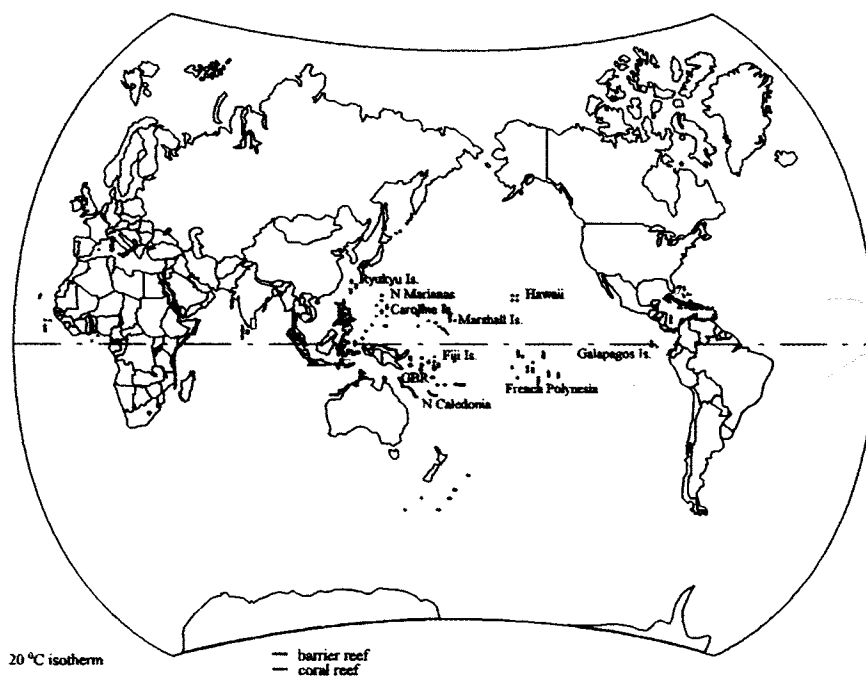 Ryukyu Is.
N Marianas
Hawaii
Caroline Is
Marshall Is.
Fiji Is.
Galapagos Is.
GBR
French Polynesia
N Caledonia
20 °C isotherm
barrier reef
coral reef